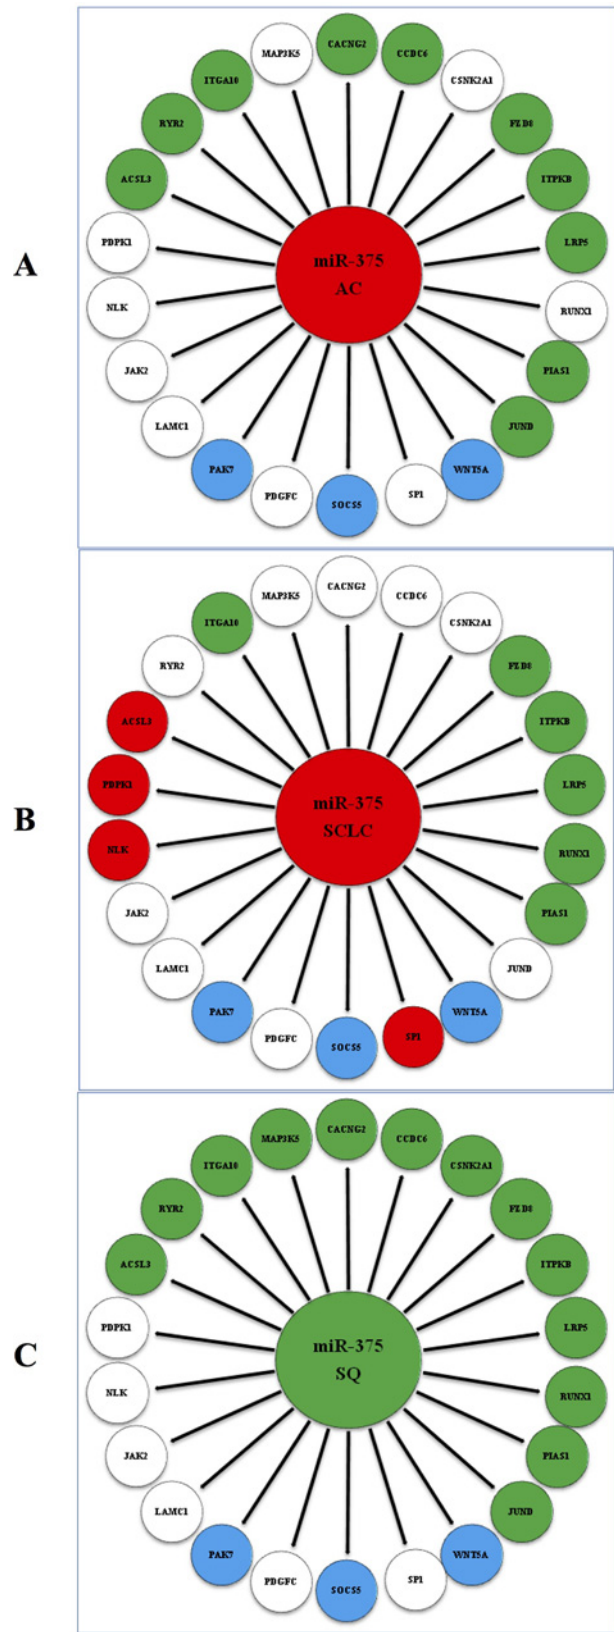 A
MAP3K5
CACNG2
CCDC6
CSNK2A1
FZD8
ITPKB
LRP5
RUNX1
PIAS1
JUND
WNT5A
SP1
SOCS5
PDGFC
PAK7
LAMC1
JAK2
NLK
PDPK1
ACSL3
RYR2
ITGA10
miR-375
AC
B
MAP3K5
CACNG2
CCDC6
CSNK2A1
FZD8
ITPKB
LRP5
RUNX1
PIAS1
JUND
WNT5A
SP1
SOCS5
PDGFC
PAK7
LAMC1
JAK2
NLK
PDPK1
ACSL3
RYR2
ITGA10
miR-375
SCLC
C
MAP3K5
CACNG2
CCDC6
CSNK2A1
FZD8
ITPKB
LRP5
RUNX1
PIAS1
JUND
WNT5A
SP1
SOCS5
PDGFC
PAK7
LAMC1
JAK2
NLK
PDPK1
ACSL3
RYR2
ITGA10
miR-375
SQ